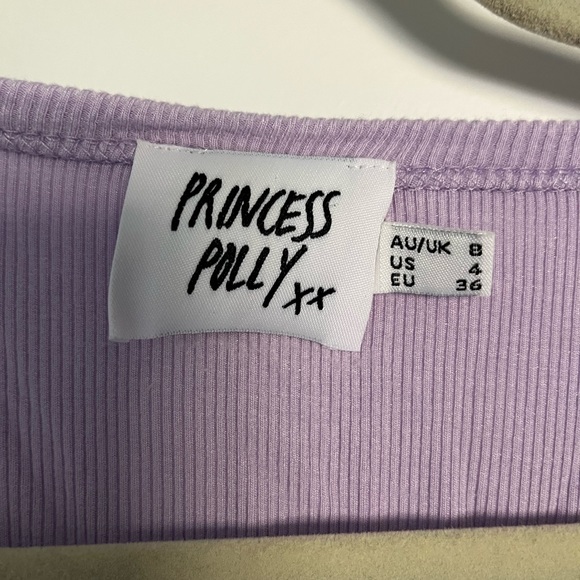 PRINCESS
POLLY xx
AU/UK 8
US 4
EU 36